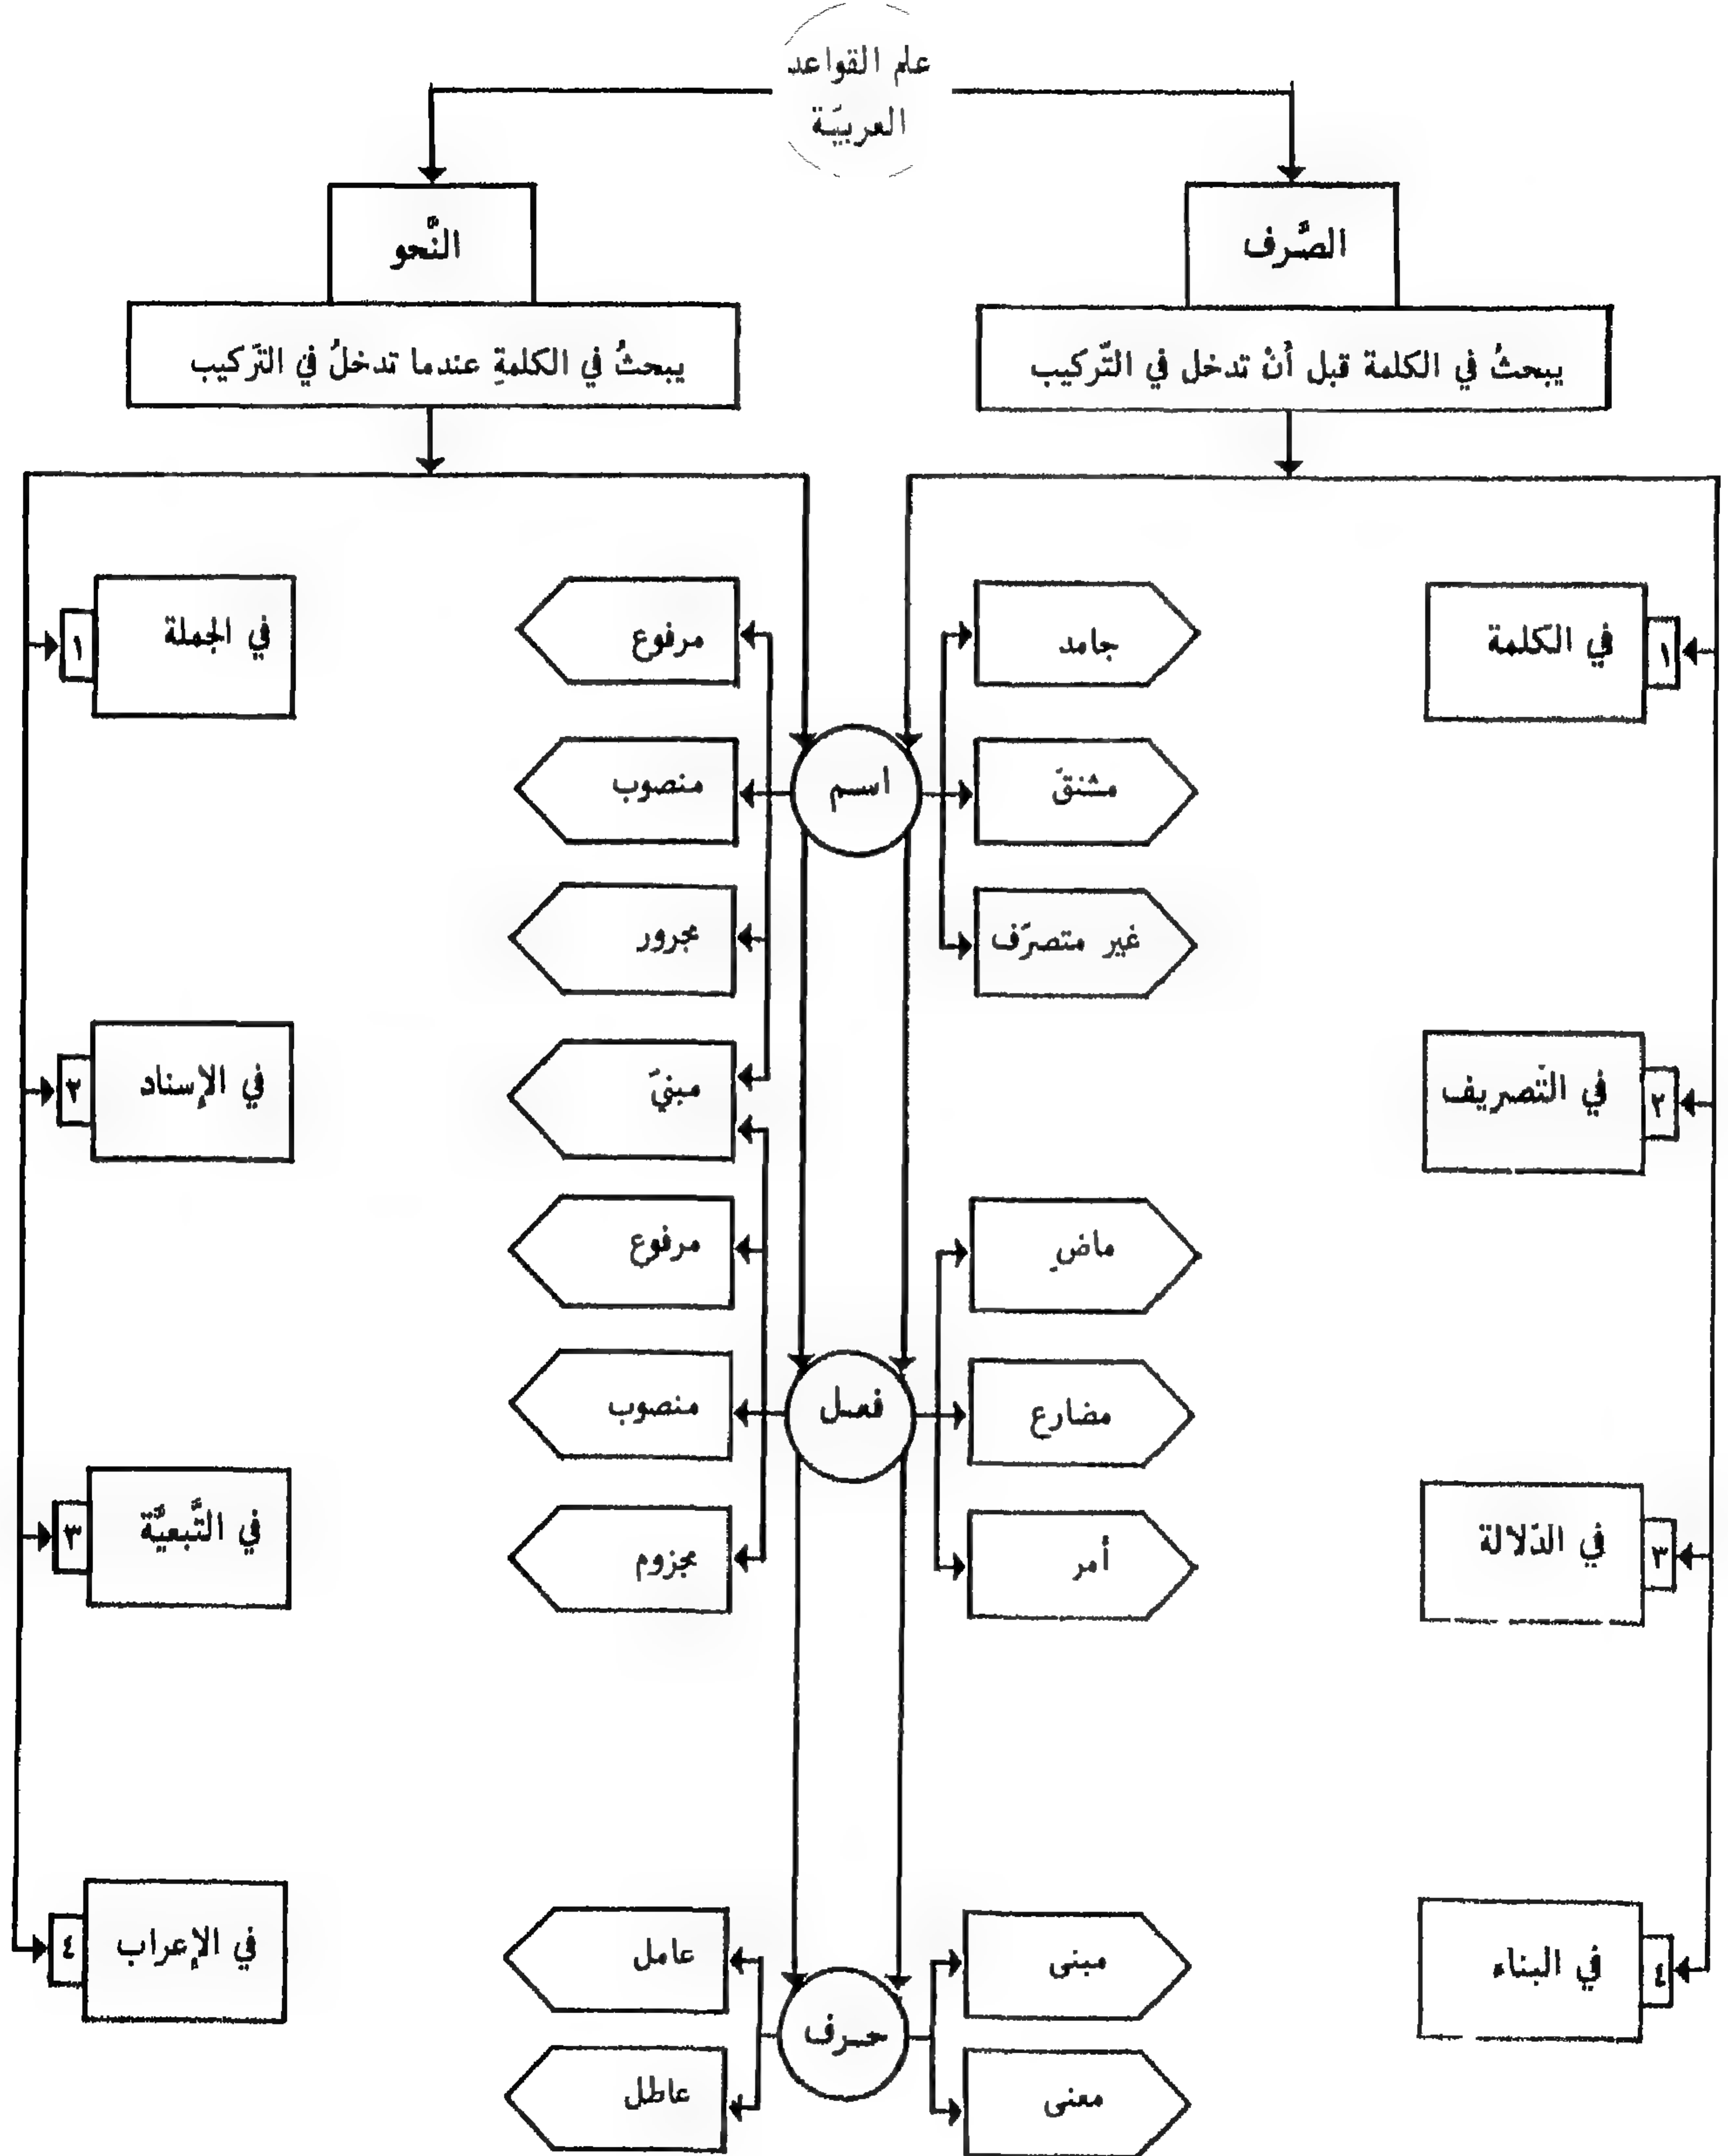 علم القواعد
العربيّة
الصَّرف
النَّحو
يبحثُ في الكلمة قبل أنْ تدخل في التّركيب
يبحثُ في الكلمةِ عندما تدخلُ في التّركيب
١ في الكلمة
٢ في التّصريف
٣ في الدّلالة
٤ في البناء
اسم
جامد
مشتقّ
غير متصرّف
مرفوع
منصوب
مجرور
مبنيّ
فعل
ماضٍ
مضارع
أمر
مرفوع
منصوب
مجزوم
حرف
مبنى
معنى
عامل
عاطل
١ في الجملة
٢ في الإسناد
٣ في التَّبعيَّة
٤ في الإعراب